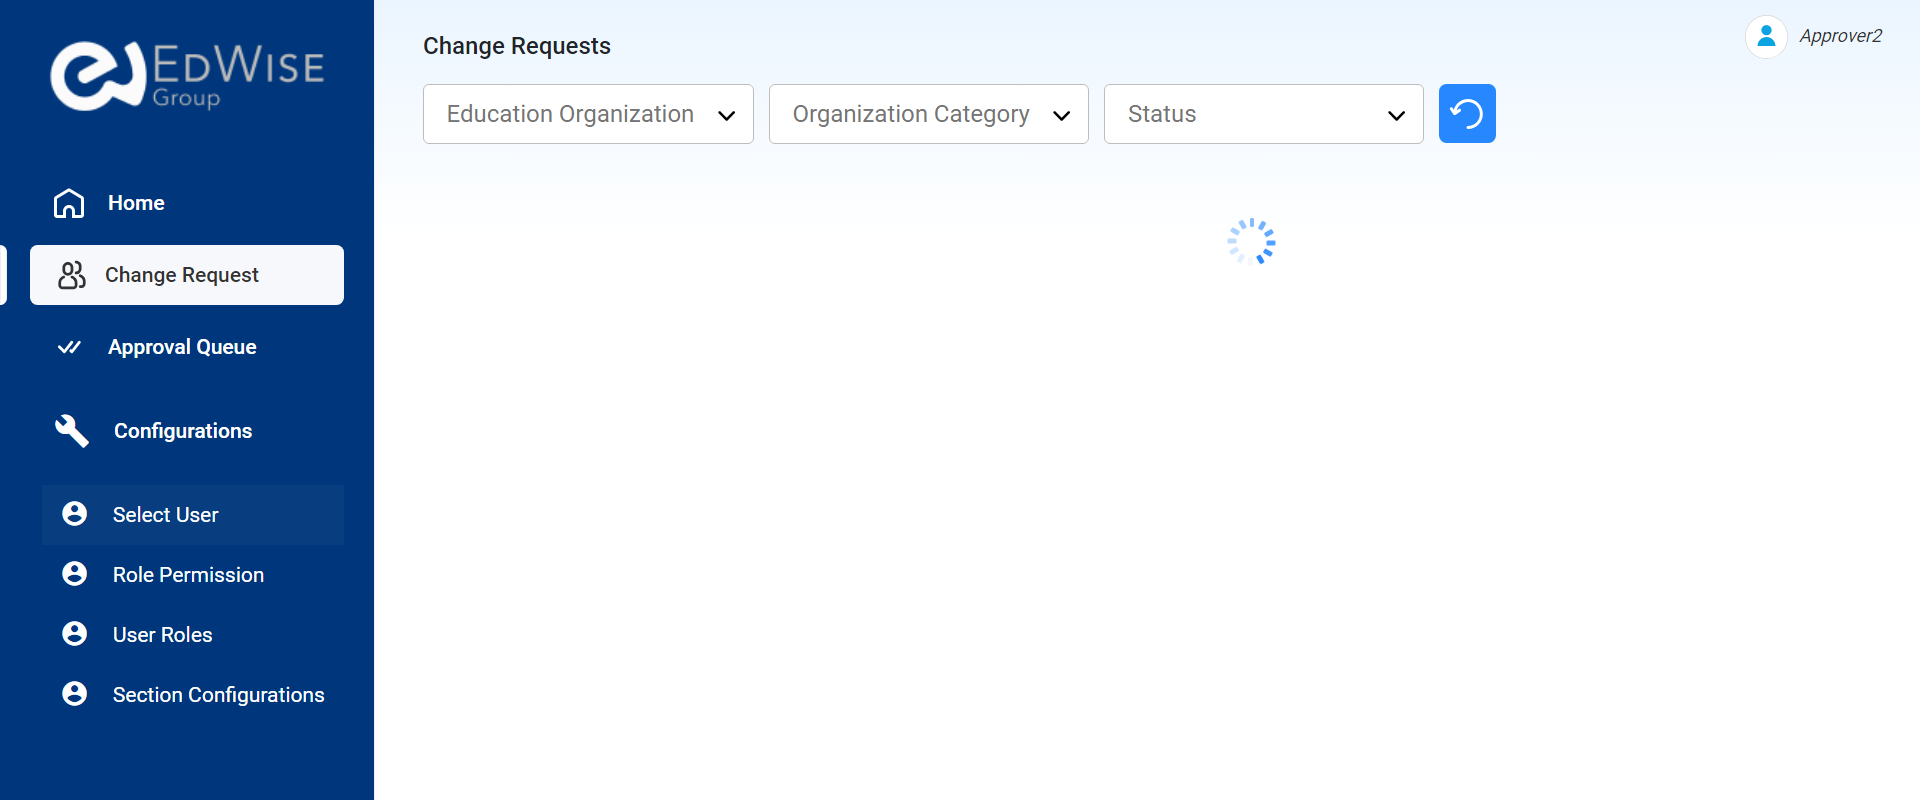 EDWISE
Group
Home
Change Request
Approval Queue
Configurations
Select User
Role Permission
User Roles
Section Configurations
Change Requests
Approver2
Education Organization
Organization Category
Status